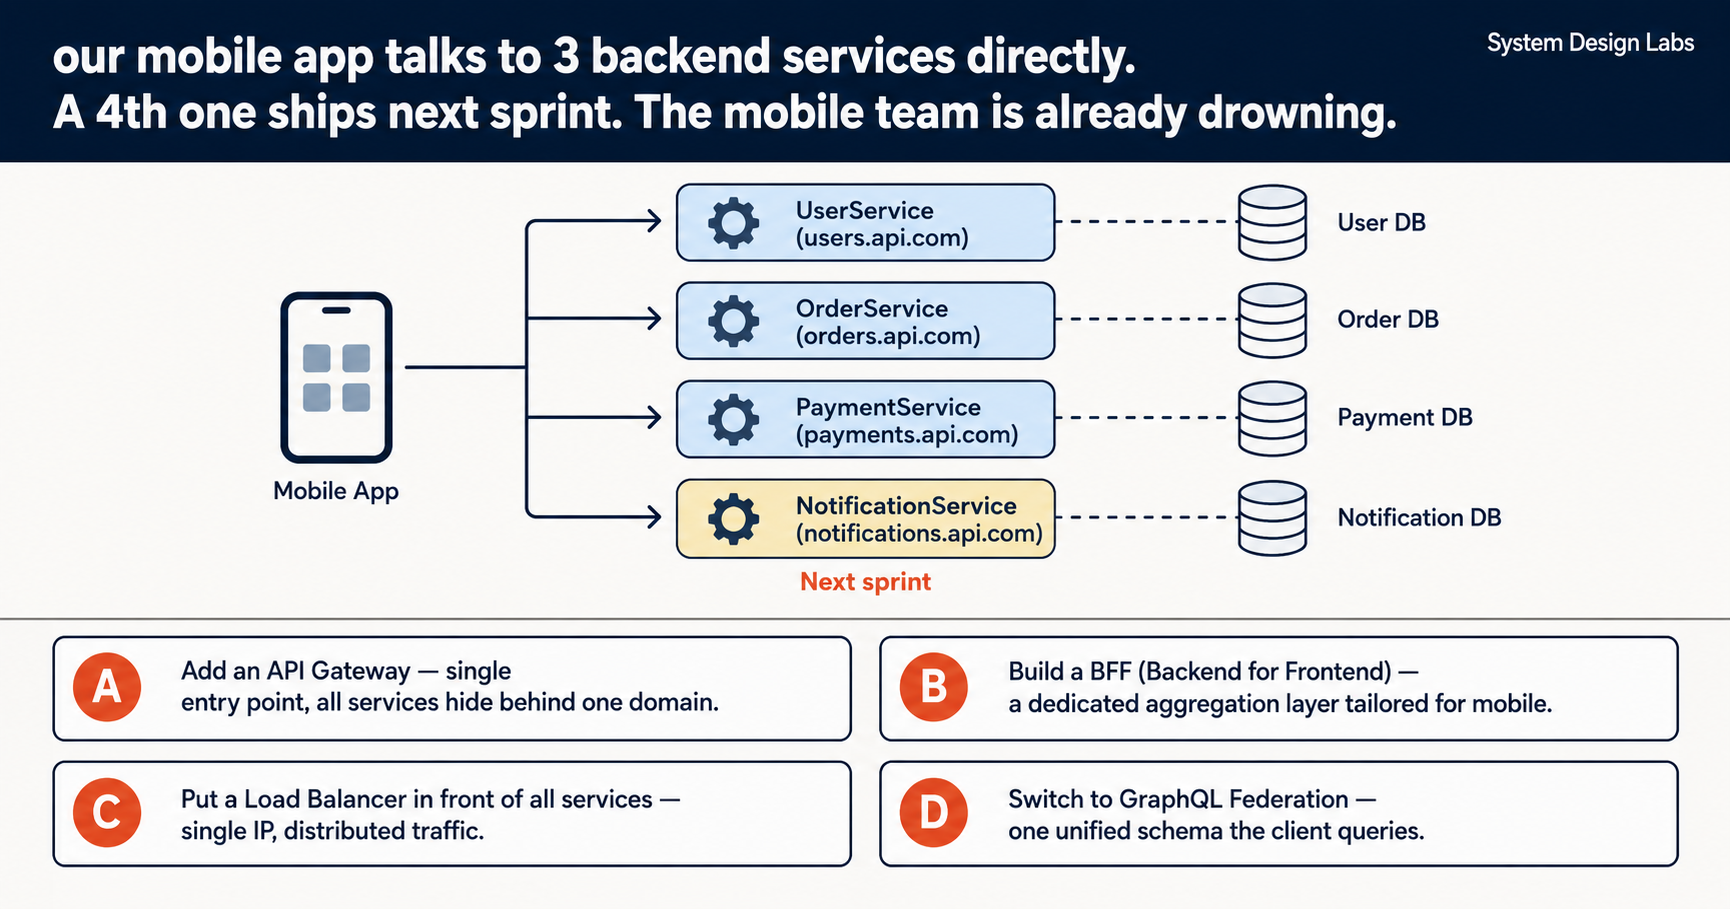 our mobile app talks to 3 backend services directly.
A 4th one ships next sprint. The mobile team is already drowning.
System Design Labs
Mobile App
UserService
(users.api.com)
User DB
OrderService
(orders.api.com)
Order DB
PaymentService
(payments.api.com)
Payment DB
NotificationService
(notifications.api.com)
Notification DB
Next sprint
A
Add an API Gateway — single
entry point, all services hide behind one domain.
B
Build a BFF (Backend for Frontend) —
a dedicated aggregation layer tailored for mobile.
C
Put a Load Balancer in front of all services —
single IP, distributed traffic.
D
Switch to GraphQL Federation —
one unified schema the client queries.